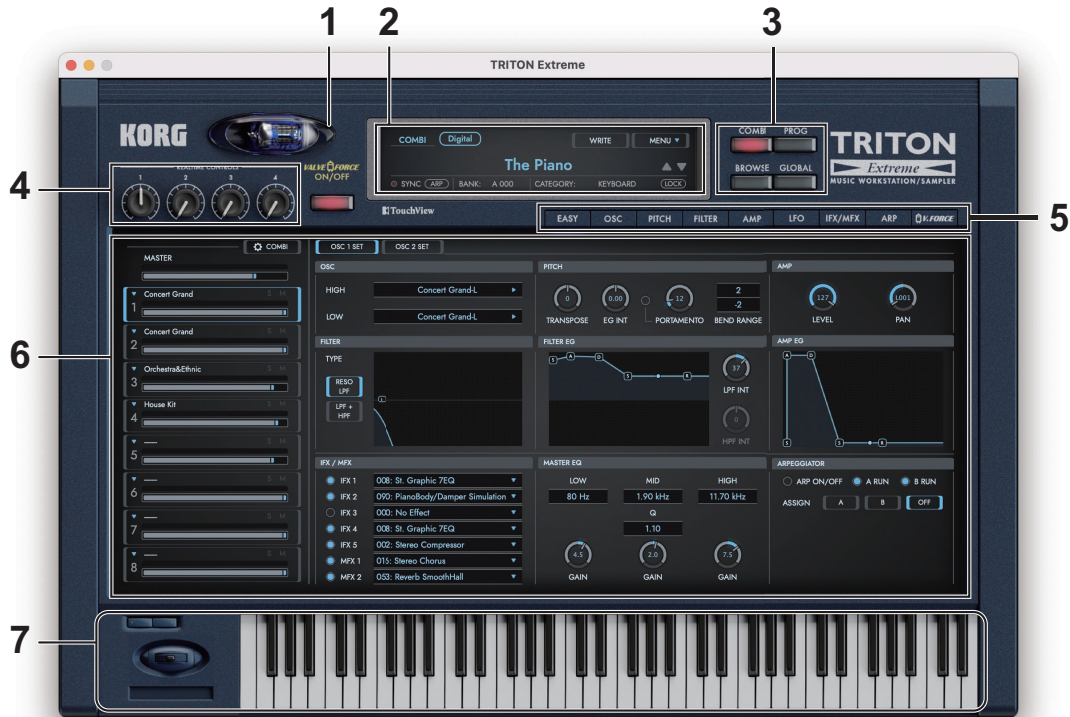 1 2 3
TRITON Extreme
KORG
COMBI Digital WRITE MENU
The Piano
SYNC ARP BANK: A 000 CATEGORY: KEYBOARD LOCK
COMBI PROG
BROWSE GLOBAL
TRITON
Extreme
MUSIC WORKSTATION/SAMPLER
4
REALTIME CONTROLS
1 2 3 4
VALVE FORCE
ON/OFF
TouchView
EASY OSC PITCH FILTER AMP LFO IFX/MFX ARP V.FORCE
5
6
COMBI
MASTER
Concert Grand S M
1
Concert Grand S M
2
Orchestra&Ethnic S M
3
House Kit S M
4
---- S M
5
---- S M
6
---- S M
7
---- S M
8
OSC 1 SET OSC 2 SET
OSC
HIGH Concert Grand-L
LOW Concert Grand-L
PITCH
0 0.00 12 2
-2
TRANSPOSE EG INT PORTAMENTO BEND RANGE
AMP
127 L001
LEVEL PAN
FILTER
TYPE
RESO
LPF
LPF +
HPF
L
FILTER EG
S A D S R
37
LPF INT
0
HPF INT
AMP EG
A D
S S R
IFX / MFX
IFX 1 008: St. Graphic 7EQ
IFX 2 090: PianoBody/Damper Simulation
IFX 3 000: No Effect
IFX 4 008: St. Graphic 7EQ
IFX 5 002: Stereo Compressor
MFX 1 015: Stereo Chorus
MFX 2 053: Reverb SmoothHall
MASTER EQ
LOW MID HIGH
80 Hz 1.90 kHz 11.70 kHz
Q
1.10
4.5 2.0 7.5
GAIN GAIN GAIN
ARPEGGIATOR
ARP ON/OFF A RUN B RUN
ASSIGN A B OFF
7